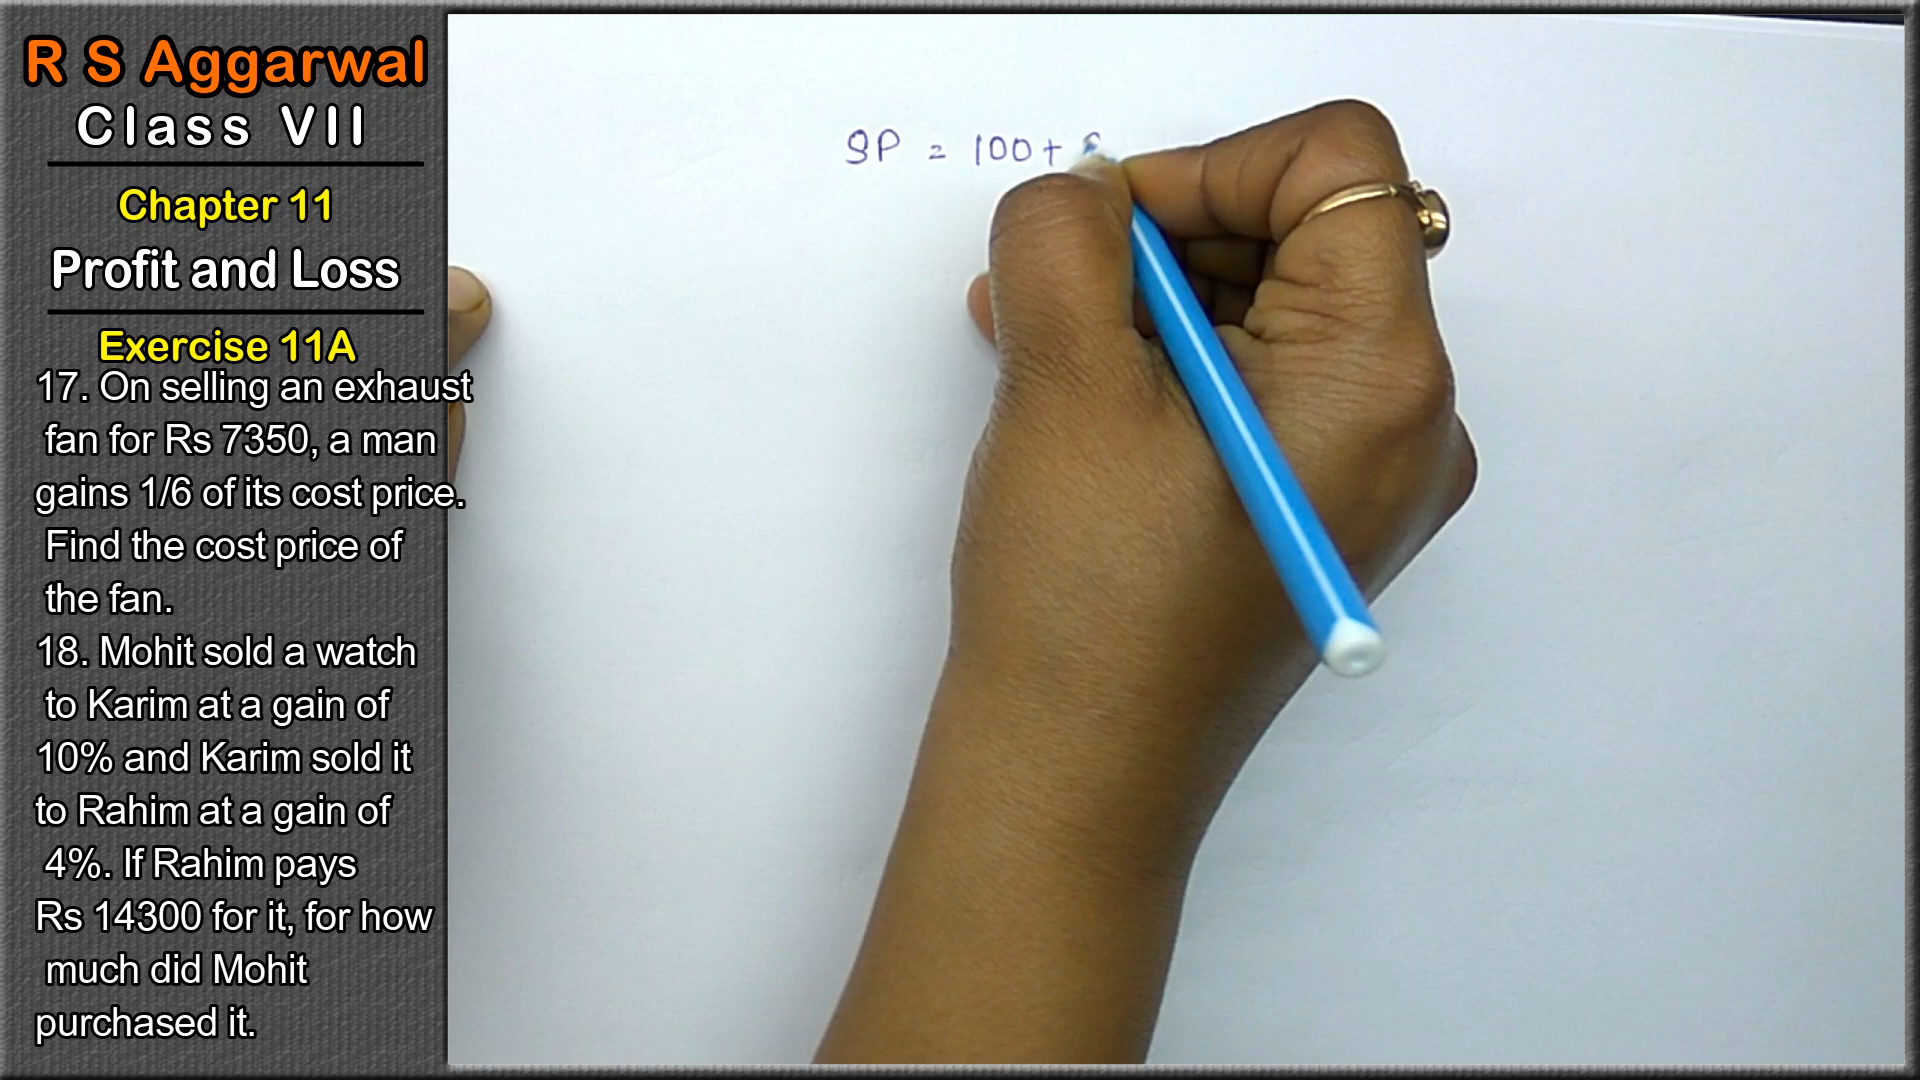 R S Aggarwal
Class VII
Chapter 11
Profit and Loss
Exercise 11A
17. On selling an exhaust
fan for Rs 7350, a man
gains 1/6 of its cost price.
Find the cost price of
the fan.
18. Mohit sold a watch
to Karim at a gain of
10% and Karim sold it
to Rahim at a gain of
4%. If Rahim pays
Rs 14300 for it, for how
much did Mohit
purchased it.
SP = 100+